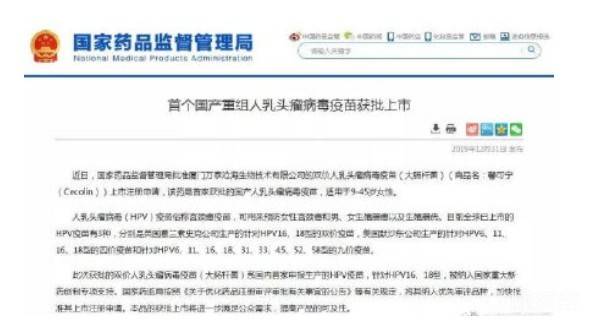 国家药品监督管理局
National Medical Products Administration
请输入关键字
首个国产重组人乳头瘤病毒疫苗获批上市
2019年12月31日 发布
近日，国家药品监督管理局批准厦门万泰沧海生物技术有限公司的双价人乳头瘤病毒疫苗（大肠杆菌）（商品名：馨可宁
（Cecolin））上市注册申请，该药品首家获批的国产人乳头瘤病毒疫苗，适用于9-45岁女性。
人乳头瘤病毒（HPV）疫苗俗称宫颈癌疫苗，可用来预防女性宫颈癌和男、女生殖器癌以及生殖器疣。目前全球已上市的
HPV疫苗有3种，分别是英国葛兰素史克公司生产的针对HPV16、18型的双价疫苗，美国默沙东公司生产的针对HPV6、11、
16、18型的四价疫苗和针对HPV6、11、16、18、31、33、45、52、58型的九价疫苗。
此次获批的双价人乳头瘤病毒疫苗（大肠杆菌）是国内首家申报生产的HPV疫苗，针对HPV16、18型，被纳入国家重大新
药创制专项支持。国家药监局按照《关于优化药品注册审评审批有关事宜的公告》等有关规定，将其纳入优先审评品种，加快批
准其上市注册申请。本品的获批上市将进一步满足公众需求，提高产品的可及性。